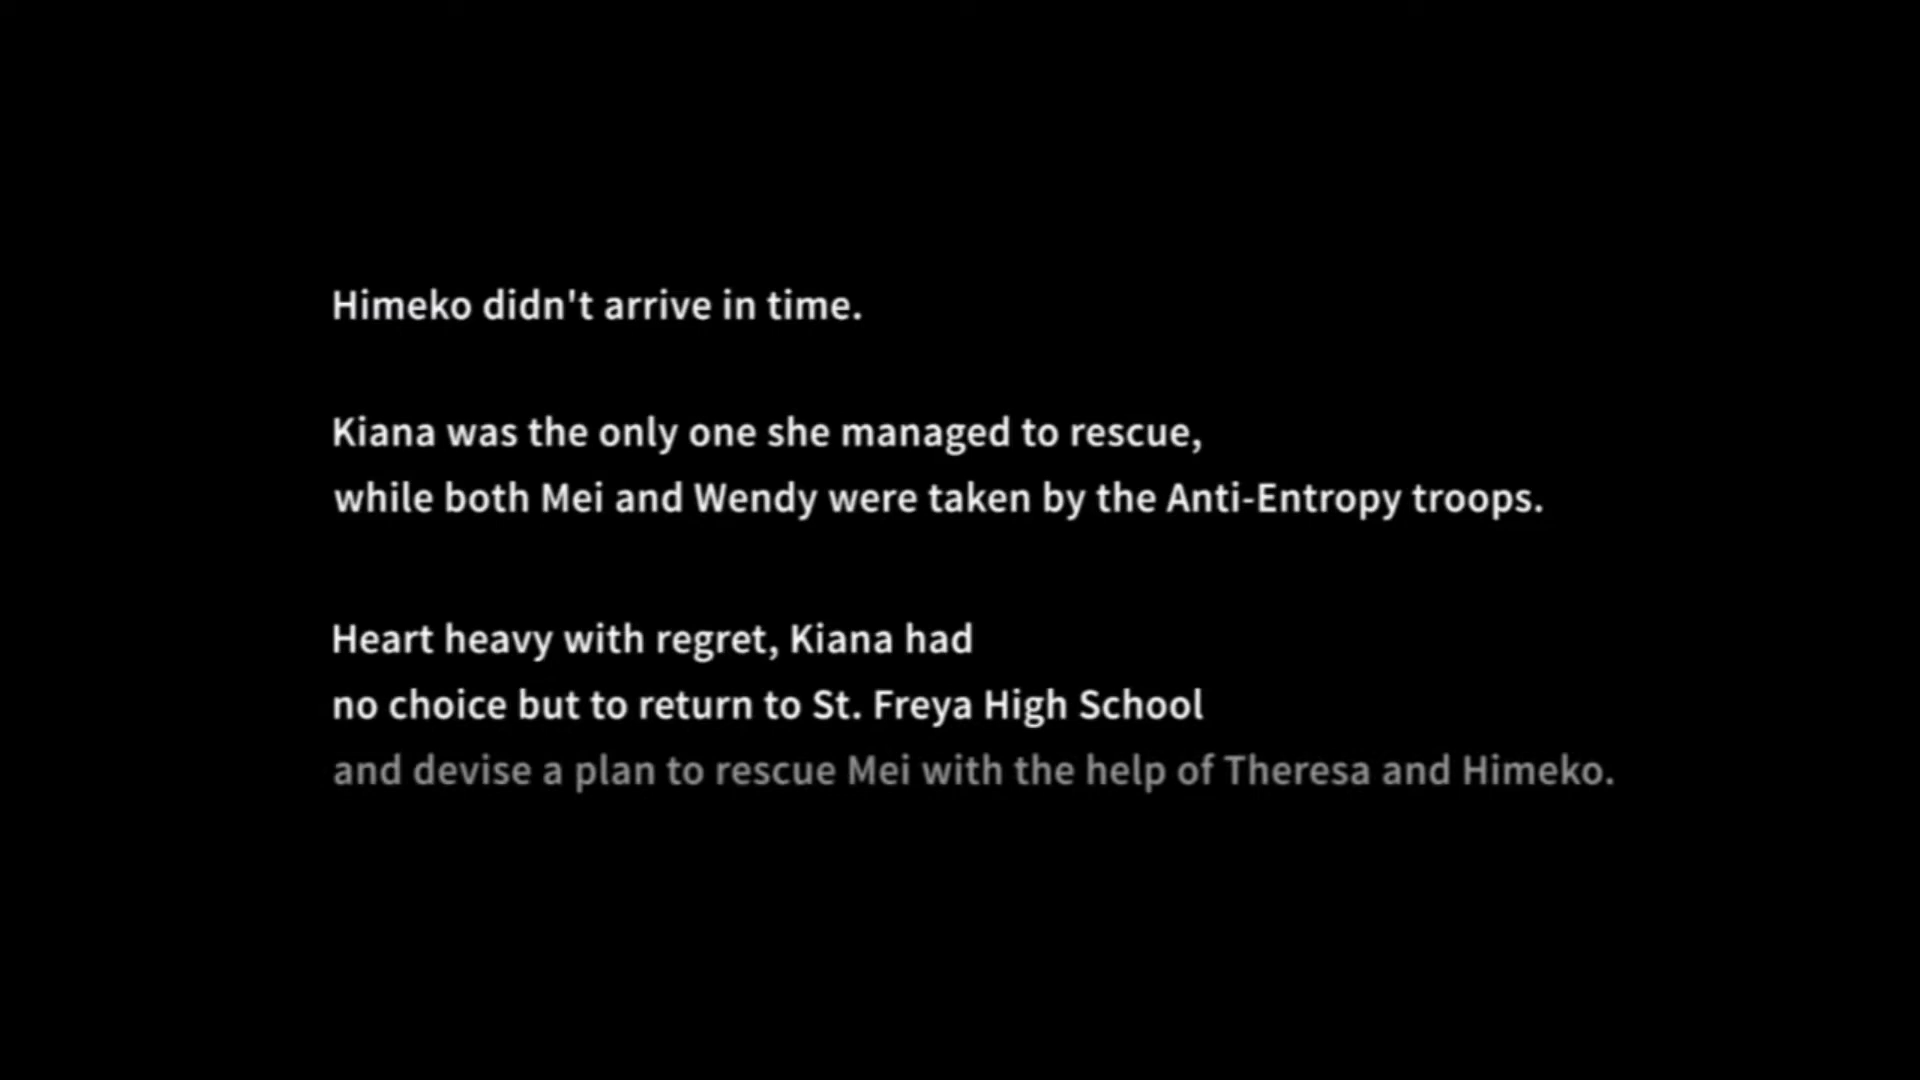 Himeko didn't arrive in time.
Kiana was the only one she managed to rescue,
while both Mei and Wendy were taken by the Anti-Entropy troops.
Heart heavy with regret, Kiana had
no choice but to return to St. Freya High School
and devise a plan to rescue Mei with the help of Theresa and Himeko.